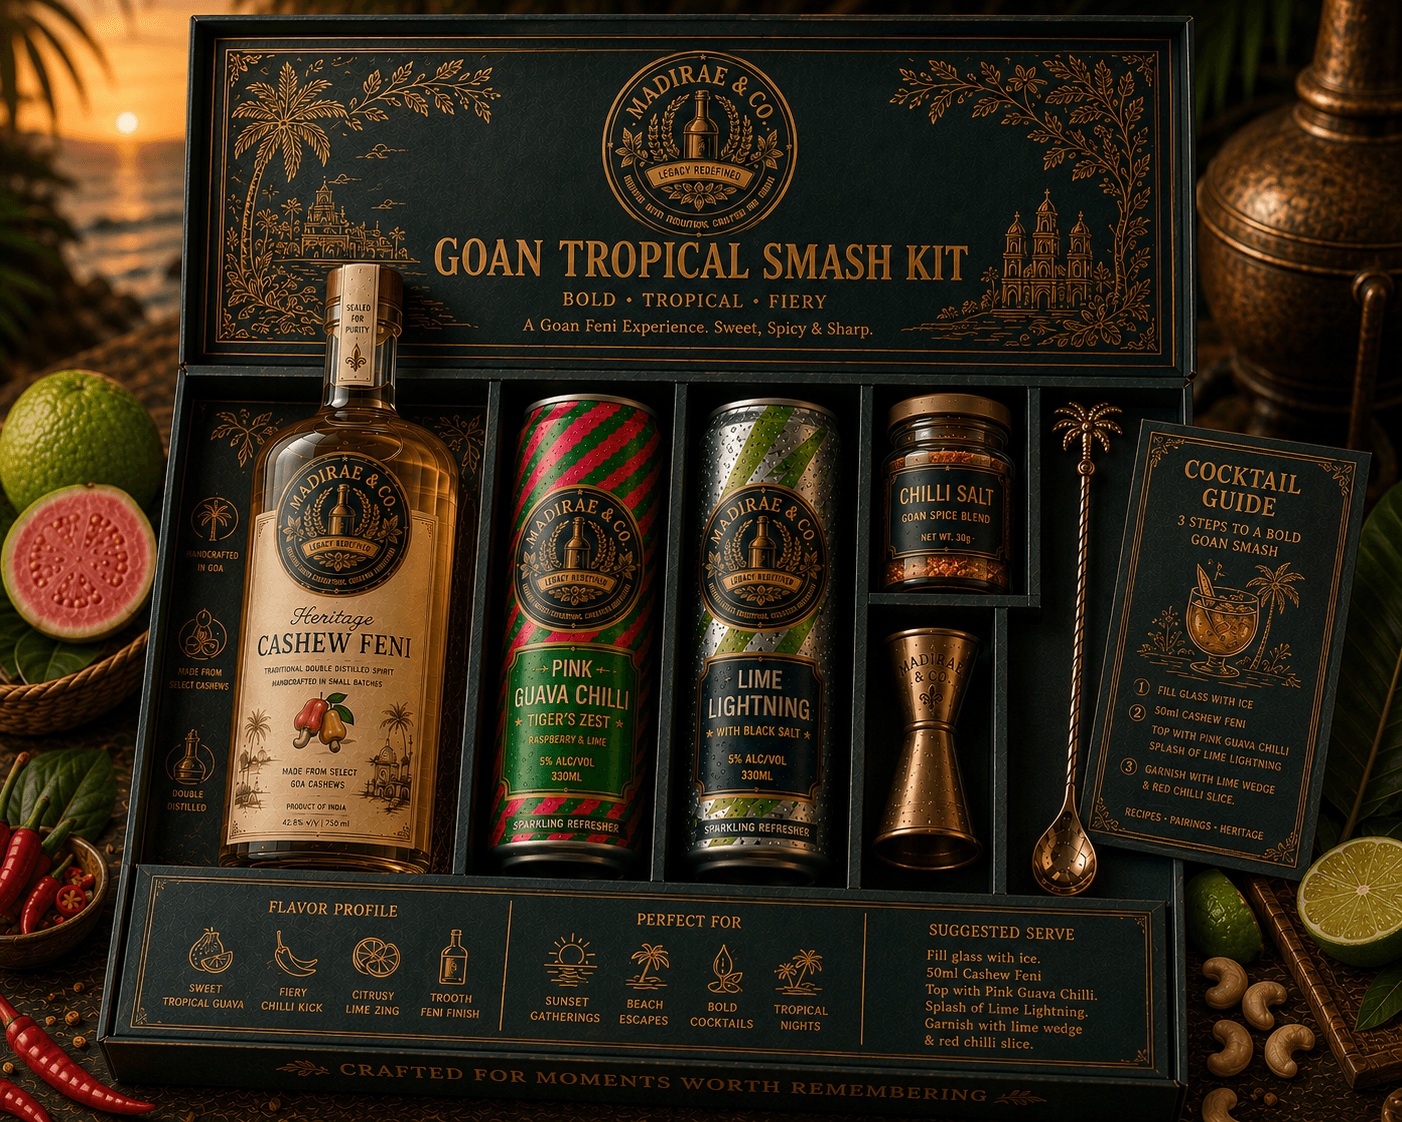 MADIRAE & CO.
LEGACY REDEFINED
GOAN TROPICAL SMASH KIT
BOLD • TROPICAL • FIERY
A Goan Feni Experience. Sweet, Spicy & Sharp.
SEALED
FOR
PURITY
HANDCRAFTED
IN GOA
MADE FROM
SELECT CASHEWS
DOUBLE
DISTILLED
MADIRAE & CO.
LEGACY REDEFINED
Heritage
CASHEW FENI
TRADITIONAL DOUBLE DISTILLED SPIRIT
HANDCRAFTED IN SMALL BATCHES
MADE FROM SELECT
GOA CASHEWS
PRODUCT OF INDIA
42.8% V/V | 750 ml
MADIRAE & CO.
LEGACY REDEFINED
PINK
GUAVA CHILLI
TIGER'S ZEST
RASPBERRY & LIME
5% ALC/VOL
330ML
SPARKLING REFRESHER
MADIRAE & CO.
LEGACY REDEFINED
LIME
LIGHTNING
WITH BLACK SALT
5% ALC/VOL
330ML
SPARKLING REFRESHER
CHILLI SALT
GOAN SPICE BLEND
NET WT. 30g
MADIRAE
& CO.
COCKTAIL
GUIDE
3 STEPS TO A BOLD
GOAN SMASH
1 FILL GLASS WITH ICE
2 50ml CASHEW FENI
TOP WITH PINK GUAVA CHILLI
SPLASH OF LIME LIGHTNING
3 GARNISH WITH LIME WEDGE
& RED CHILLI SLICE.
RECIPES • PAIRINGS • HERITAGE
FLAVOR PROFILE
SWEET
TROPICAL GUAVA
FIERY
CHILLI KICK
CITRUSY
LIME ZING
TROOTH
FENI FINISH
PERFECT FOR
SUNSET
GATHERINGS
BEACH
ESCAPES
BOLD
COCKTAILS
TROPICAL
NIGHTS
SUGGESTED SERVE
Fill glass with ice.
50ml Cashew Feni
Top with Pink Guava Chilli.
Splash of Lime Lightning.
Garnish with lime wedge
& red chilli slice.
CRAFTED FOR MOMENTS WORTH REMEMBERING